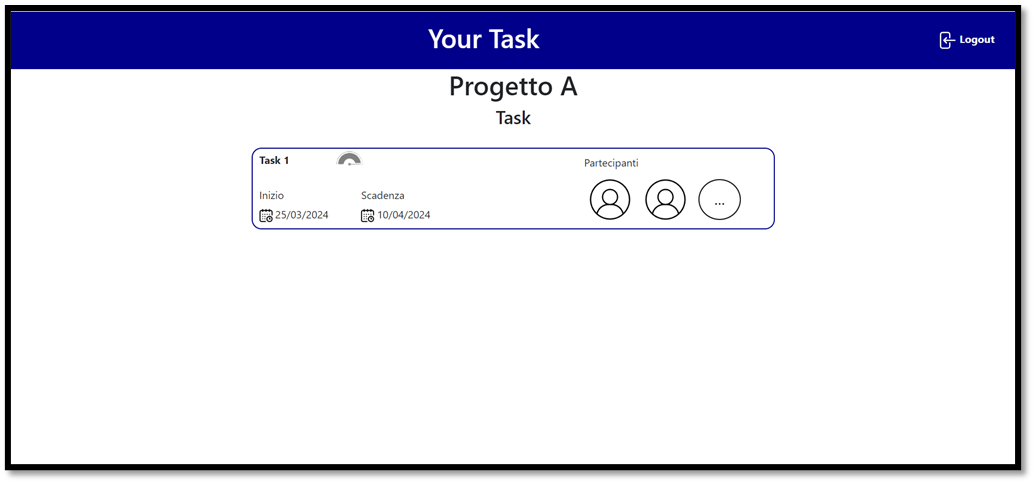 Your Task
Logout
Progetto A
Task
Task 1
Partecipanti
Inizio
Scadenza
25/03/2024
10/04/2024
...